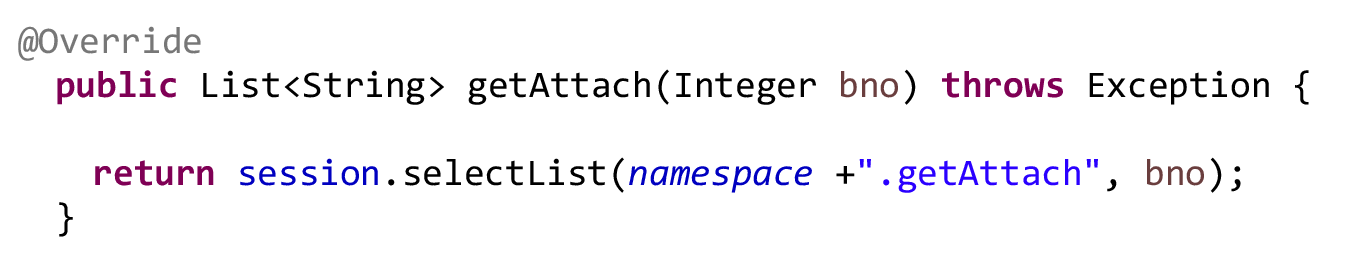 @Override
public List<String> getAttach(Integer bno) throws Exception {
return session.selectList(namespace +".getAttach", bno);
}